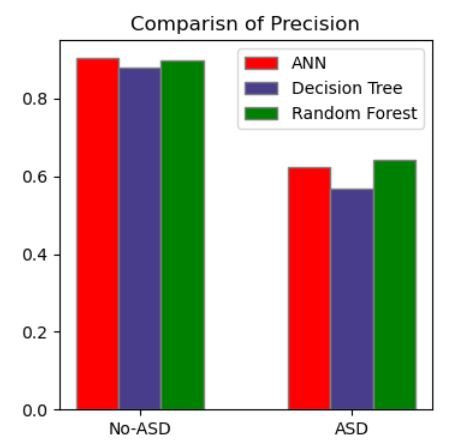 Comparisn of Precision
ANN
Decision Tree
Random Forest
0.8
0.6
0.4
0.2
0.0
No-ASD
ASD